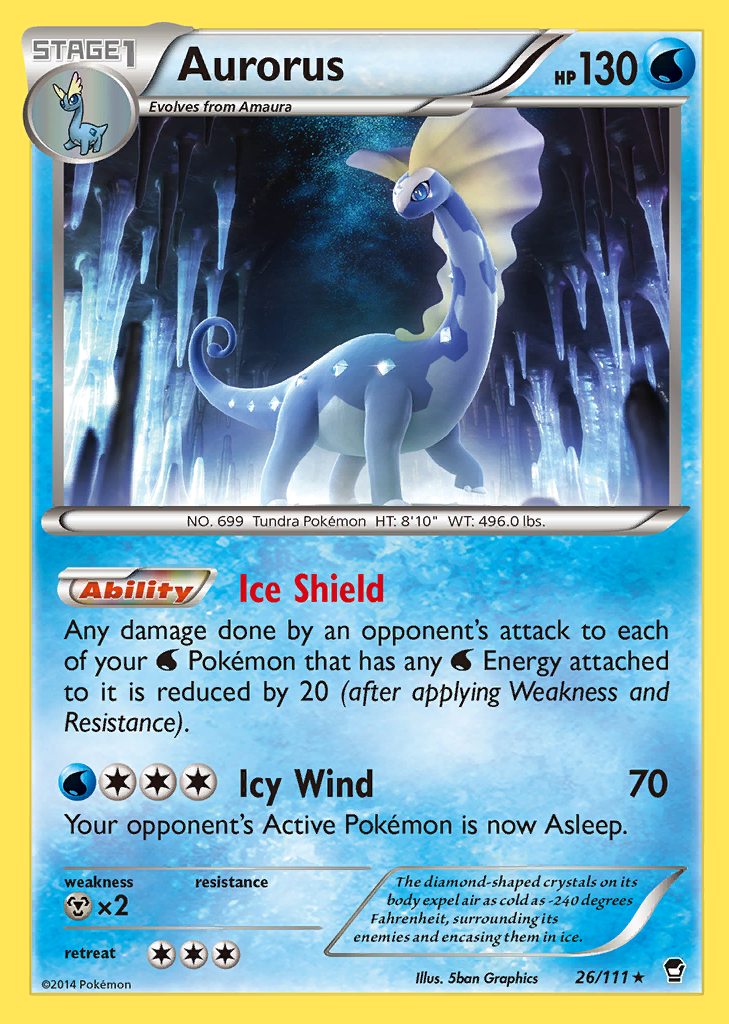 STAGE1
Aurorus
HP130
Evolves from Amaura
NO. 699 Tundra Pokémon HT: 8'10" WT: 496.0 lbs.
Ability Ice Shield
Any damage done by an opponent's attack to each
of your Pokémon that has any Energy attached
to it is reduced by 20 (after applying Weakness and
Resistance).
Icy Wind 70
Your opponent's Active Pokémon is now Asleep.
weakness resistance
×2
retreat
The diamond-shaped crystals on its
body expel air as cold as -240 degrees
Fahrenheit, surrounding its
enemies and encasing them in ice.
©2014 Pokémon
Illus. 5ban Graphics
26/111 ★